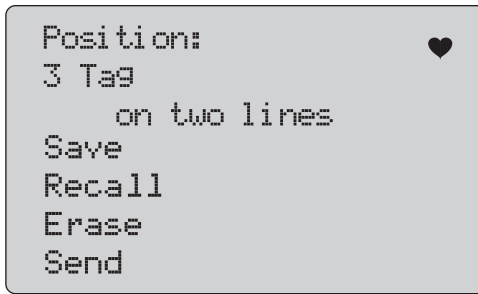 Position:
3 Tag
on two lines
Save
Recall
Erase
Send